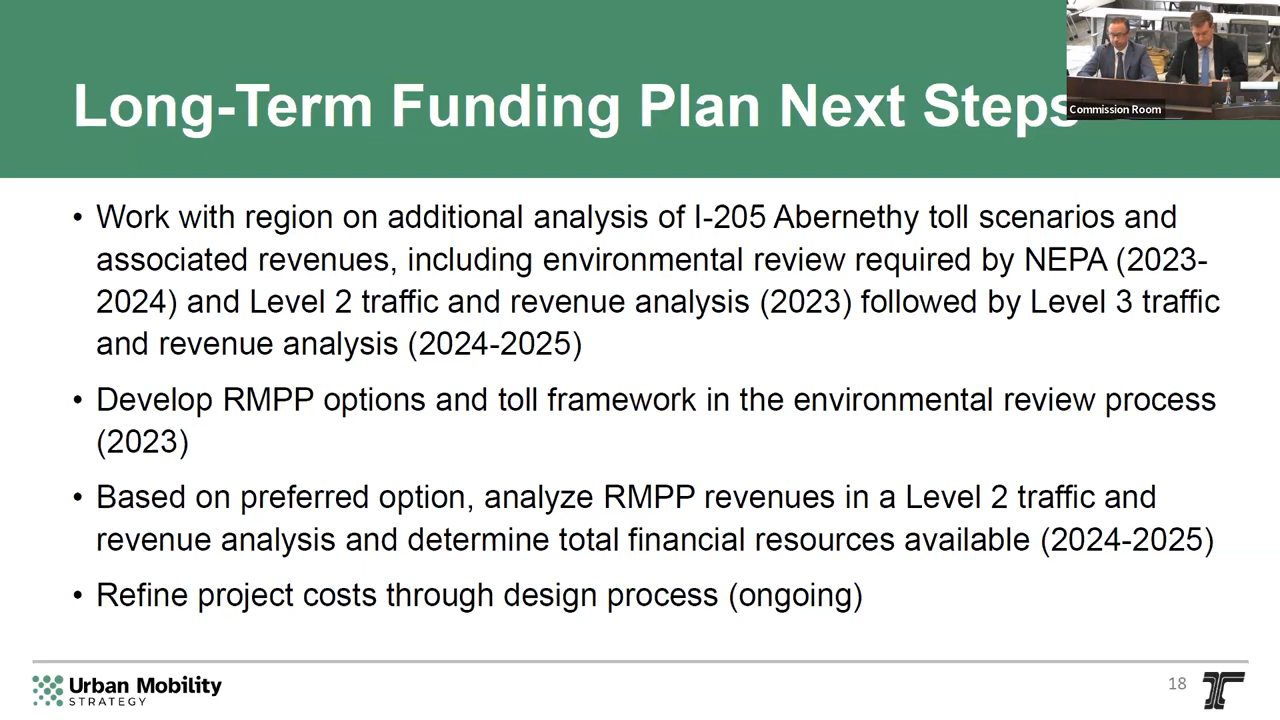 Long-Term Funding Plan Next Steps
Commission Room
• Work with region on additional analysis of I-205 Abernethy toll scenarios and
associated revenues, including environmental review required by NEPA (2023-
2024) and Level 2 traffic and revenue analysis (2023) followed by Level 3 traffic
and revenue analysis (2024-2025)
• Develop RMPP options and toll framework in the environmental review process
(2023)
• Based on preferred option, analyze RMPP revenues in a Level 2 traffic and
revenue analysis and determine total financial resources available (2024-2025)
• Refine project costs through design process (ongoing)
Urban Mobility
STRATEGY
18